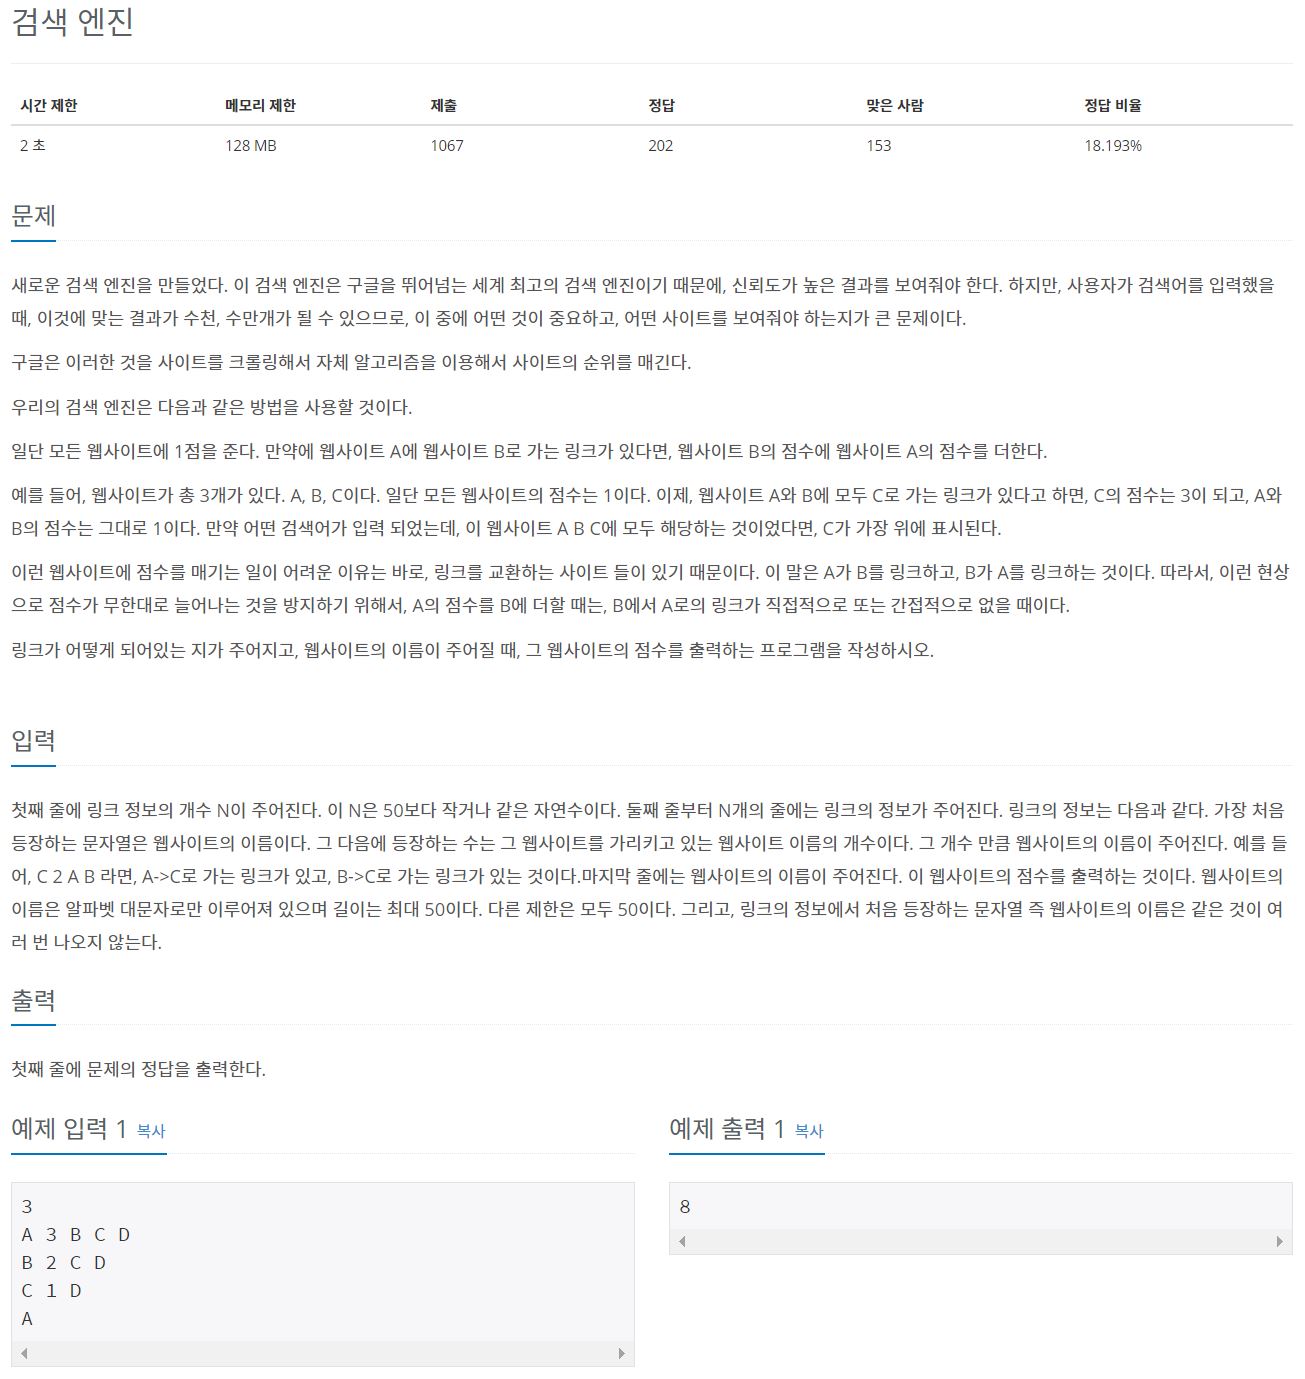 검색 엔진
시간 제한 메모리 제한 제출 정답 맞은 사람 정답 비율
2 초 128 MB 1067 202 153 18.193%
문제
새로운 검색 엔진을 만들었다. 이 검색 엔진은 구글을 뛰어넘는 세계 최고의 검색 엔진이기 때문에, 신뢰도가 높은 결과를 보여줘야 한다. 하지만, 사용자가 검색어를 입력했을
때, 이것에 맞는 결과가 수천, 수만개가 될 수 있으므로, 이 중에 어떤 것이 중요하고, 어떤 사이트를 보여줘야 하는지가 큰 문제이다.
구글은 이러한 것을 사이트를 크롤링해서 자체 알고리즘을 이용해서 사이트의 순위를 매긴다.
우리의 검색 엔진은 다음과 같은 방법을 사용할 것이다.
일단 모든 웹사이트에 1점을 준다. 만약에 웹사이트 A에 웹사이트 B로 가는 링크가 있다면, 웹사이트 B의 점수에 웹사이트 A의 점수를 더한다.
예를 들어, 웹사이트가 총 3개가 있다. A, B, C이다. 일단 모든 웹사이트의 점수는 1이다. 이제, 웹사이트 A와 B에 모두 C로 가는 링크가 있다고 하면, C의 점수는 3이 되고, A와
B의 점수는 그대로 1이다. 만약 어떤 검색어가 입력 되었는데, 이 웹사이트 A B C에 모두 해당하는 것이었다면, C가 가장 위에 표시된다.
이런 웹사이트에 점수를 매기는 일이 어려운 이유는 바로, 링크를 교환하는 사이트 들이 있기 때문이다. 이 말은 A가 B를 링크하고, B가 A를 링크하는 것이다. 따라서, 이런 현상
으로 점수가 무한대로 늘어나는 것을 방지하기 위해서, A의 점수를 B에 더할 때는, B에서 A로의 링크가 직접적으로 또는 간접적으로 없을 때이다.
링크가 어떻게 되어있는 지가 주어지고, 웹사이트의 이름이 주어질 때, 그 웹사이트의 점수를 출력하는 프로그램을 작성하시오.
입력
첫째 줄에 링크 정보의 개수 N이 주어진다. 이 N은 50보다 작거나 같은 자연수이다. 둘째 줄부터 N개의 줄에는 링크의 정보가 주어진다. 링크의 정보는 다음과 같다. 가장 처음
등장하는 문자열은 웹사이트의 이름이다. 그 다음에 등장하는 수는 그 웹사이트를 가리키고 있는 웹사이트 이름의 개수이다. 그 개수 만큼 웹사이트의 이름이 주어진다. 예를 들
어, C 2 A B 라면, A->C로 가는 링크가 있고, B->C로 가는 링크가 있는 것이다.마지막 줄에는 웹사이트의 이름이 주어진다. 이 웹사이트의 점수를 출력하는 것이다. 웹사이트의
이름은 알파벳 대문자로만 이루어져 있으며 길이는 최대 50이다. 다른 제한은 모두 50이다. 그리고, 링크의 정보에서 처음 등장하는 문자열 즉 웹사이트의 이름은 같은 것이 여
러 번 나오지 않는다.
출력
첫째 줄에 문제의 정답을 출력한다.
예제 입력 1 복사
3
A 3 B C D
B 2 C D
C 1 D
A
예제 출력 1 복사
8